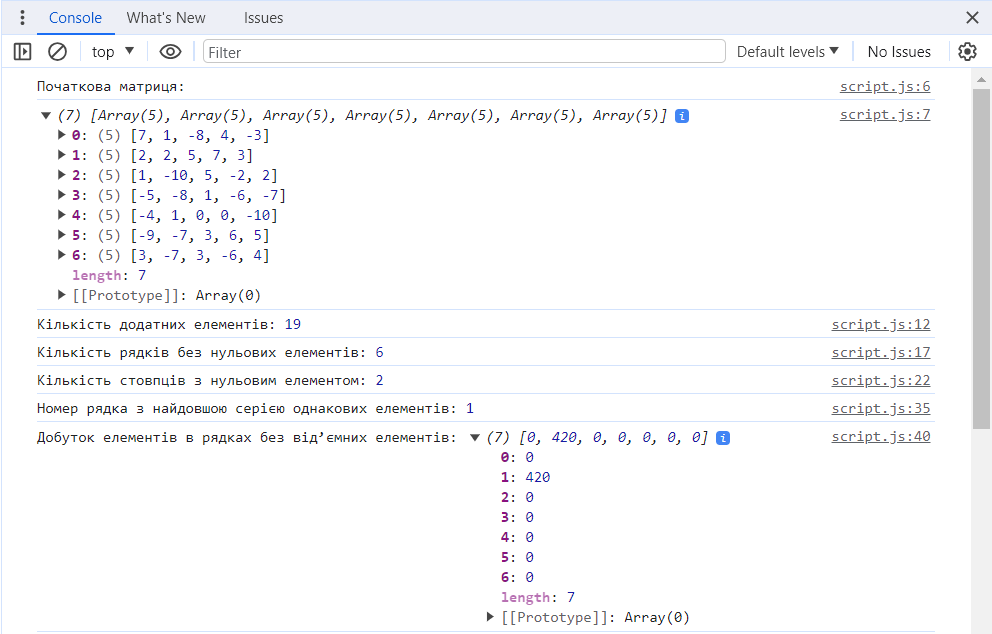 Console What's New Issues
top Filter Default levels No Issues
Початкова матриця: script.js:6
(7) [Array(5), Array(5), Array(5), Array(5), Array(5), Array(5), Array(5)] i script.js:7
0: (5) [7, 1, -8, 4, -3]
1: (5) [2, 2, 5, 7, 3]
2: (5) [1, -10, 5, -2, 2]
3: (5) [-5, -8, 1, -6, -7]
4: (5) [-4, 1, 0, 0, -10]
5: (5) [-9, -7, 3, 6, 5]
6: (5) [3, -7, 3, -6, 4]
length: 7
[[Prototype]]: Array(0)
Кількість додатних елементів: 19 script.js:12
Кількість рядків без нульових елементів: 6 script.js:17
Кількість стовпців з нульовим елементом: 2 script.js:22
Номер рядка з найдовшою серією однакових елементів: 1 script.js:35
Добуток елементів в рядках без від’ємних елементів: (7) [0, 420, 0, 0, 0, 0, 0] i script.js:40
0: 0
1: 420
2: 0
3: 0
4: 0
5: 0
6: 0
length: 7
[[Prototype]]: Array(0)